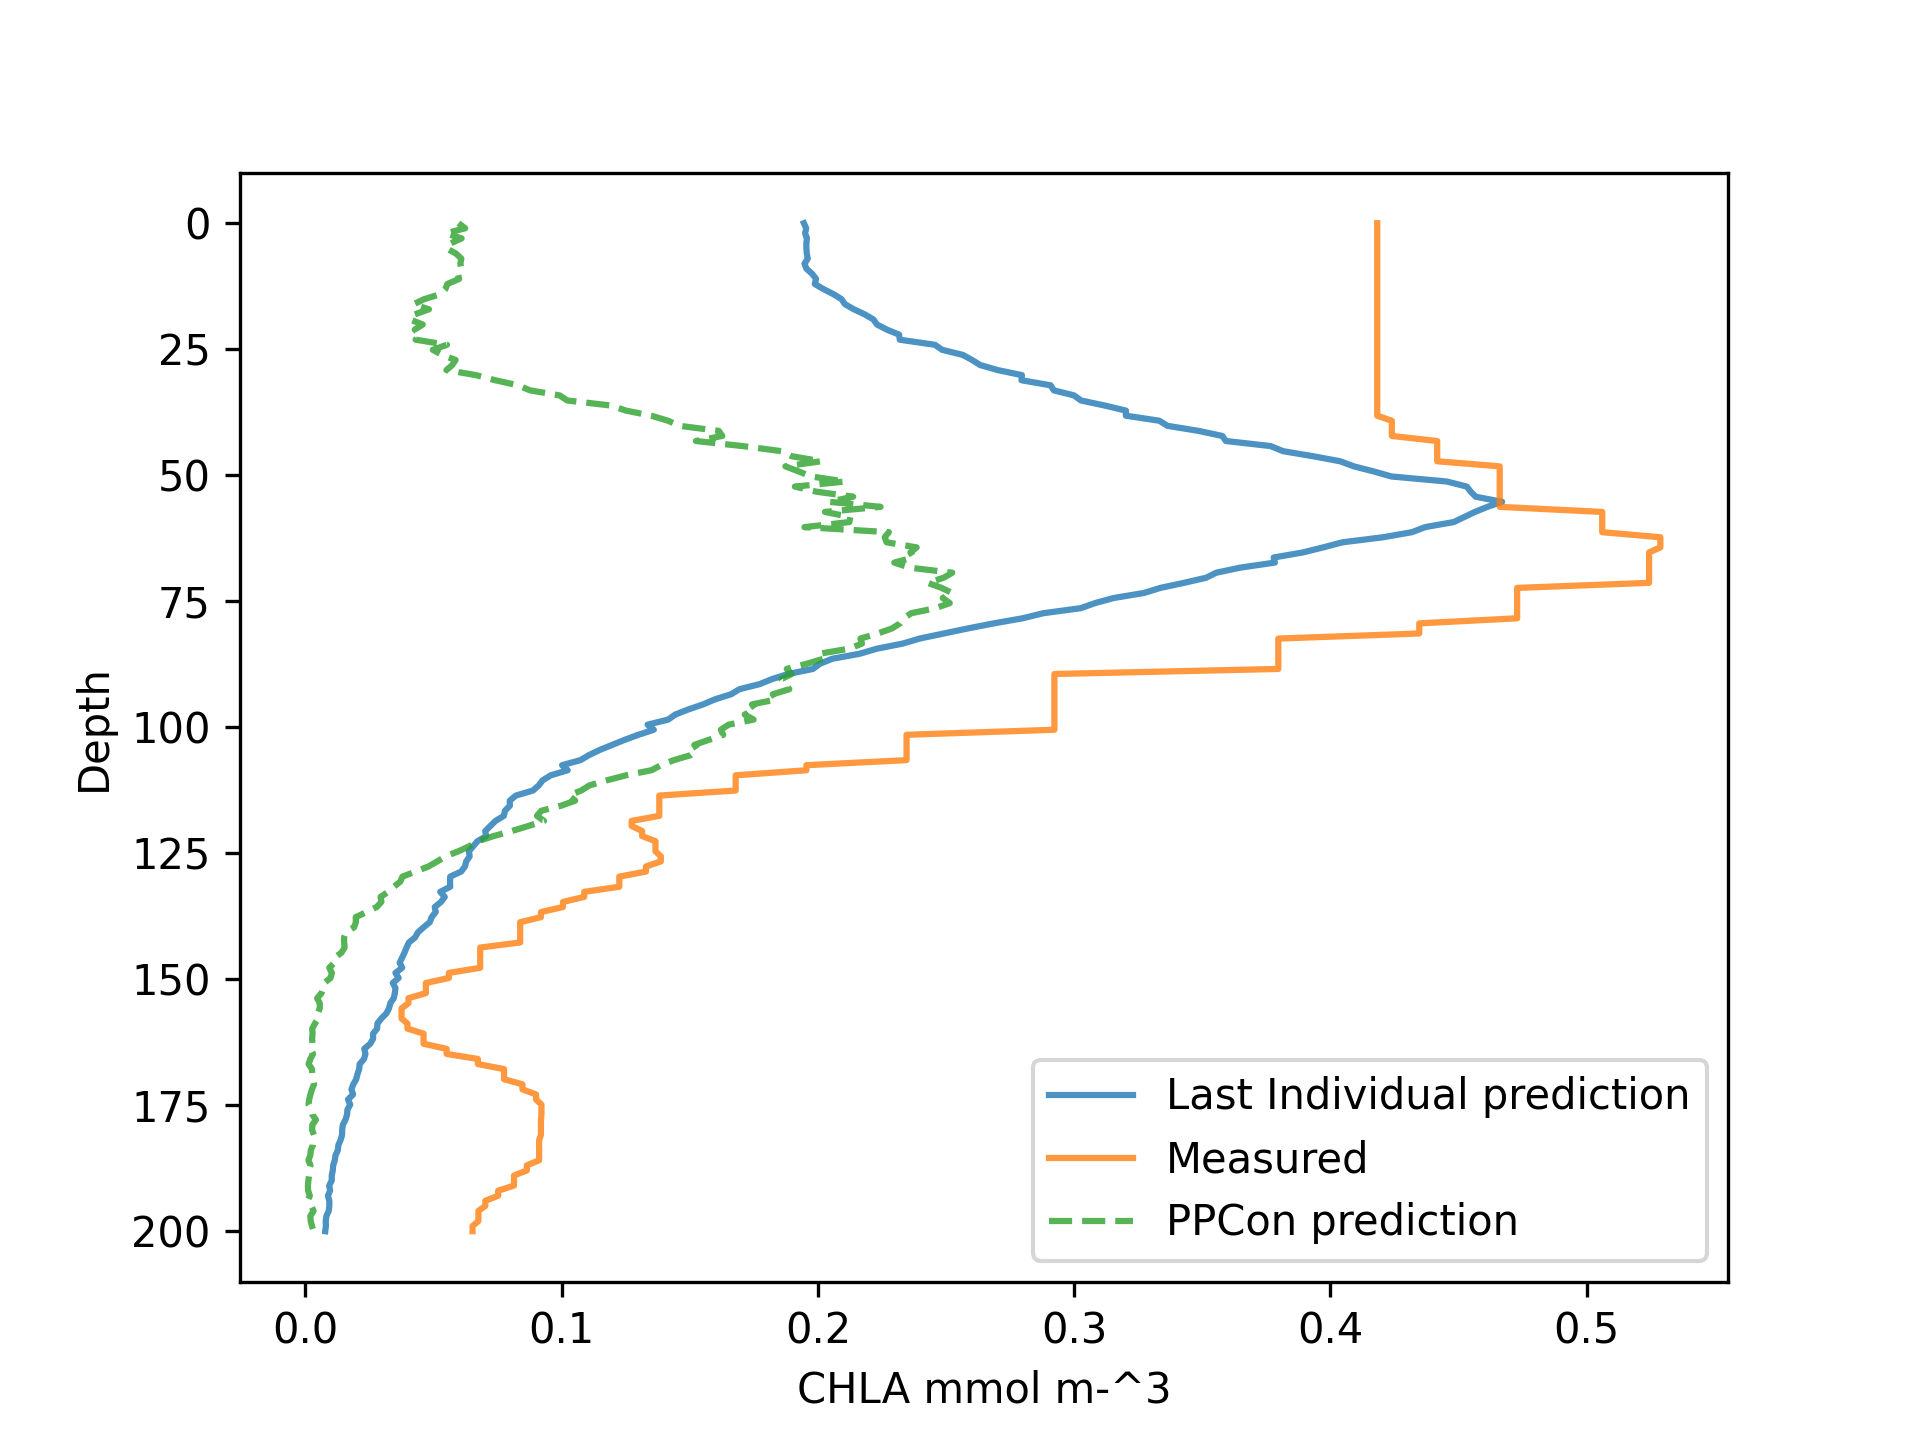 0
25
50
75
100
125
150
175
200
Depth
0.0 0.1 0.2 0.3 0.4 0.5
CHLA mmol m-^3
Last Individual prediction
Measured
PPCon prediction